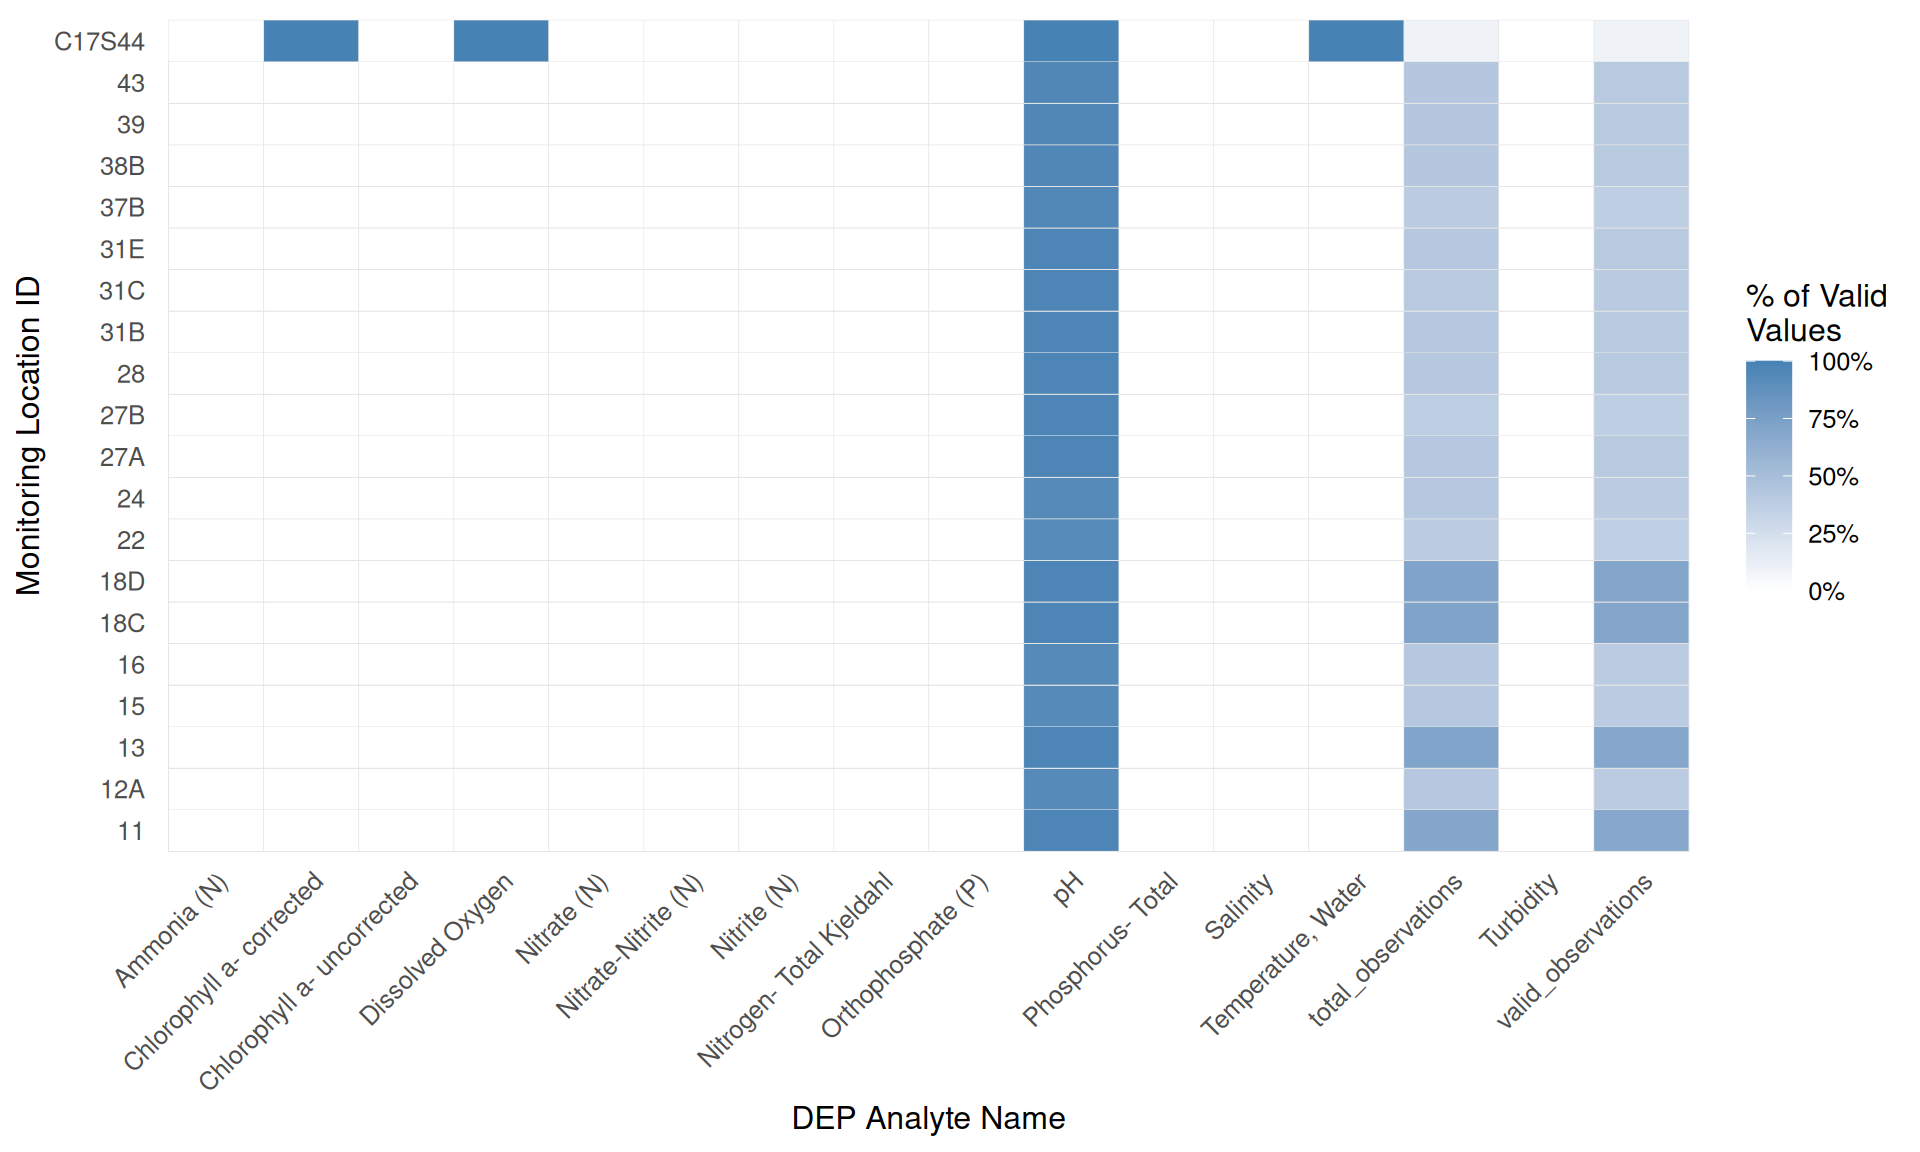 C17S44
43
39
38B
37B
31E
31C
31B
28
27B
27A
24
22
18D
18C
16
15
13
12A
11
Monitoring Location ID
Ammonia (N)
Chlorophyll a- corrected
Chlorophyll a- uncorrected
Dissolved Oxygen
Nitrate (N)
Nitrate-Nitrite (N)
Nitrite (N)
Nitrogen- Total Kjeldahl
Orthophosphate (P)
pH
Phosphorus- Total
Salinity
Temperature, Water
total_observations
Turbidity
valid_observations
DEP Analyte Name
% of Valid
Values
100%
75%
50%
25%
0%